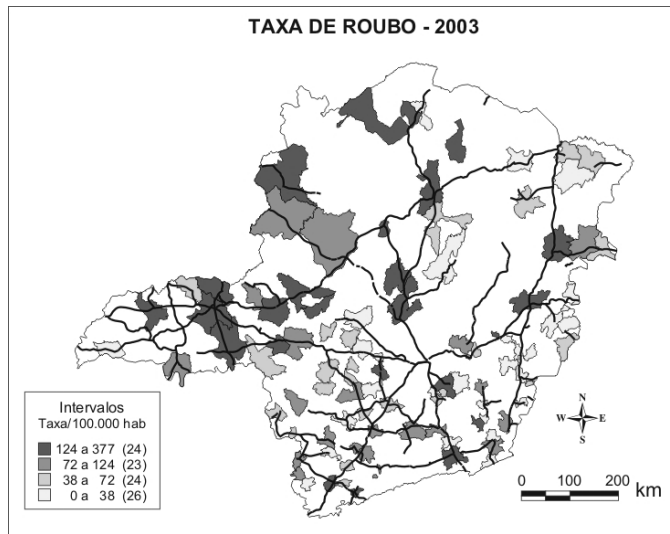 TAXA DE ROUBO - 2003
Intervalos
Taxa/100.000 hab
124 a 377 (24)
72 a 124 (23)
38 a 72 (24)
0 a 38 (26)
N
W E
S
0 100 200
km